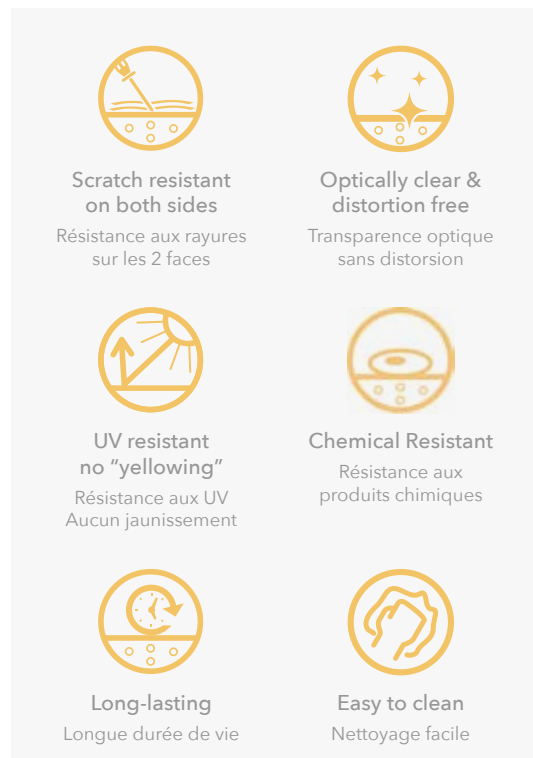 Scratch resistant
on both sides
Résistance aux rayures
sur les 2 faces
Optically clear &
distortion free
Transparence optique
sans distorsion
UV resistant
no “yellowing”
Résistance aux UV
Aucun jaunissement
Chemical Resistant
Résistance aux
produits chimiques
Long-lasting
Longue durée de vie
Easy to clean
Nettoyage facile